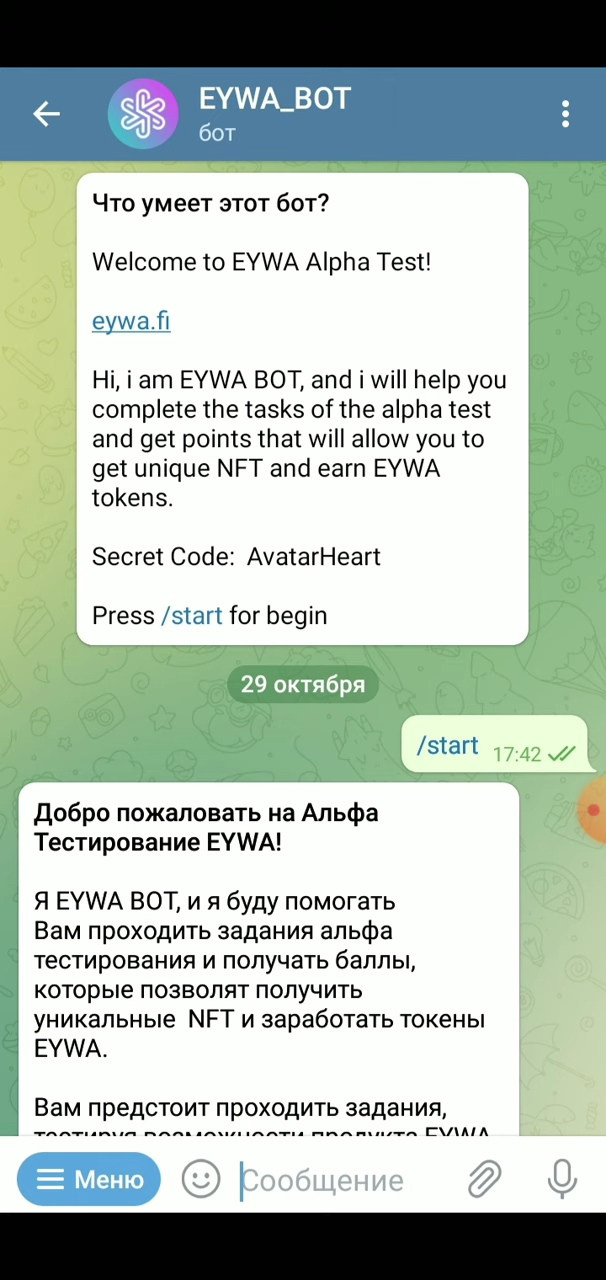 EYWA_BOT
бот
Что умеет этот бот?
Welcome to EYWA Alpha Test!
eywa.fi
Hi, i am EYWA BOT, and i will help you
complete the tasks of the alpha test
and get points that will allow you to
get unique NFT and earn EYWA
tokens.
Secret Code:  AvatarHeart
Press /start for begin
29 октября
/start 17:42
Добро пожаловать на Альфа
Тестирование EYWA!
Я EYWA BOT, и я буду помогать
Вам проходить задания альфа
тестирования и получать баллы,
которые позволят получить
уникальные  NFT и заработать токены
EYWA.
Вам предстоит проходить задания,
тестируя возможности продукта EYWA
Меню
Сообщение